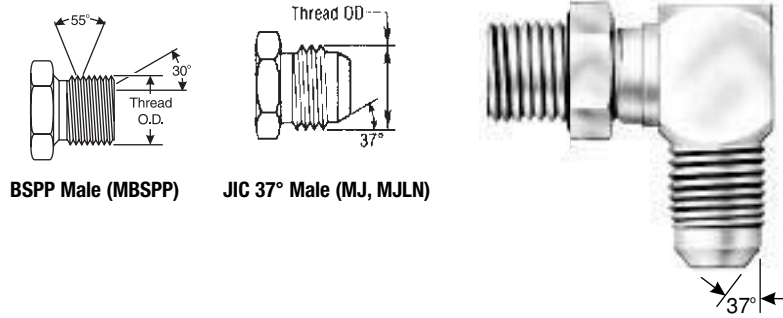 55°
30°
Thread
O.D.
BSPP Male (MBSPP)
Thread OD
37°
JIC 37° Male (MJ, MJLN)
37°